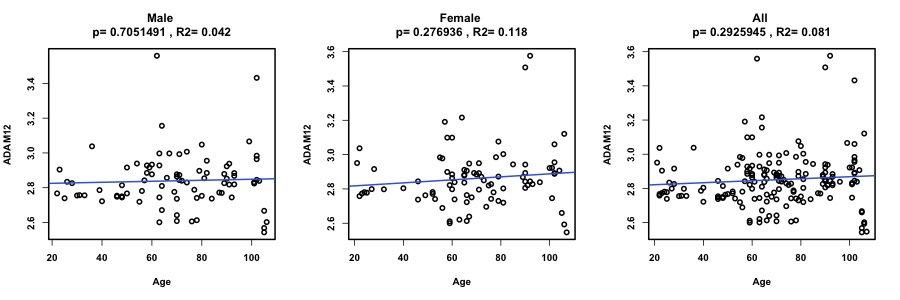 Male
p= 0.7051491 , R2= 0.042
ADAM12
3.4
3.2
3.0
2.8
2.6
20 40 60 80 100
Age
Female
p= 0.276936 , R2= 0.118
ADAM12
3.6
3.4
3.2
3.0
2.8
2.6
20 40 60 80 100
Age
All
p= 0.2925945 , R2= 0.081
ADAM12
3.6
3.4
3.2
3.0
2.8
2.6
20 40 60 80 100
Age